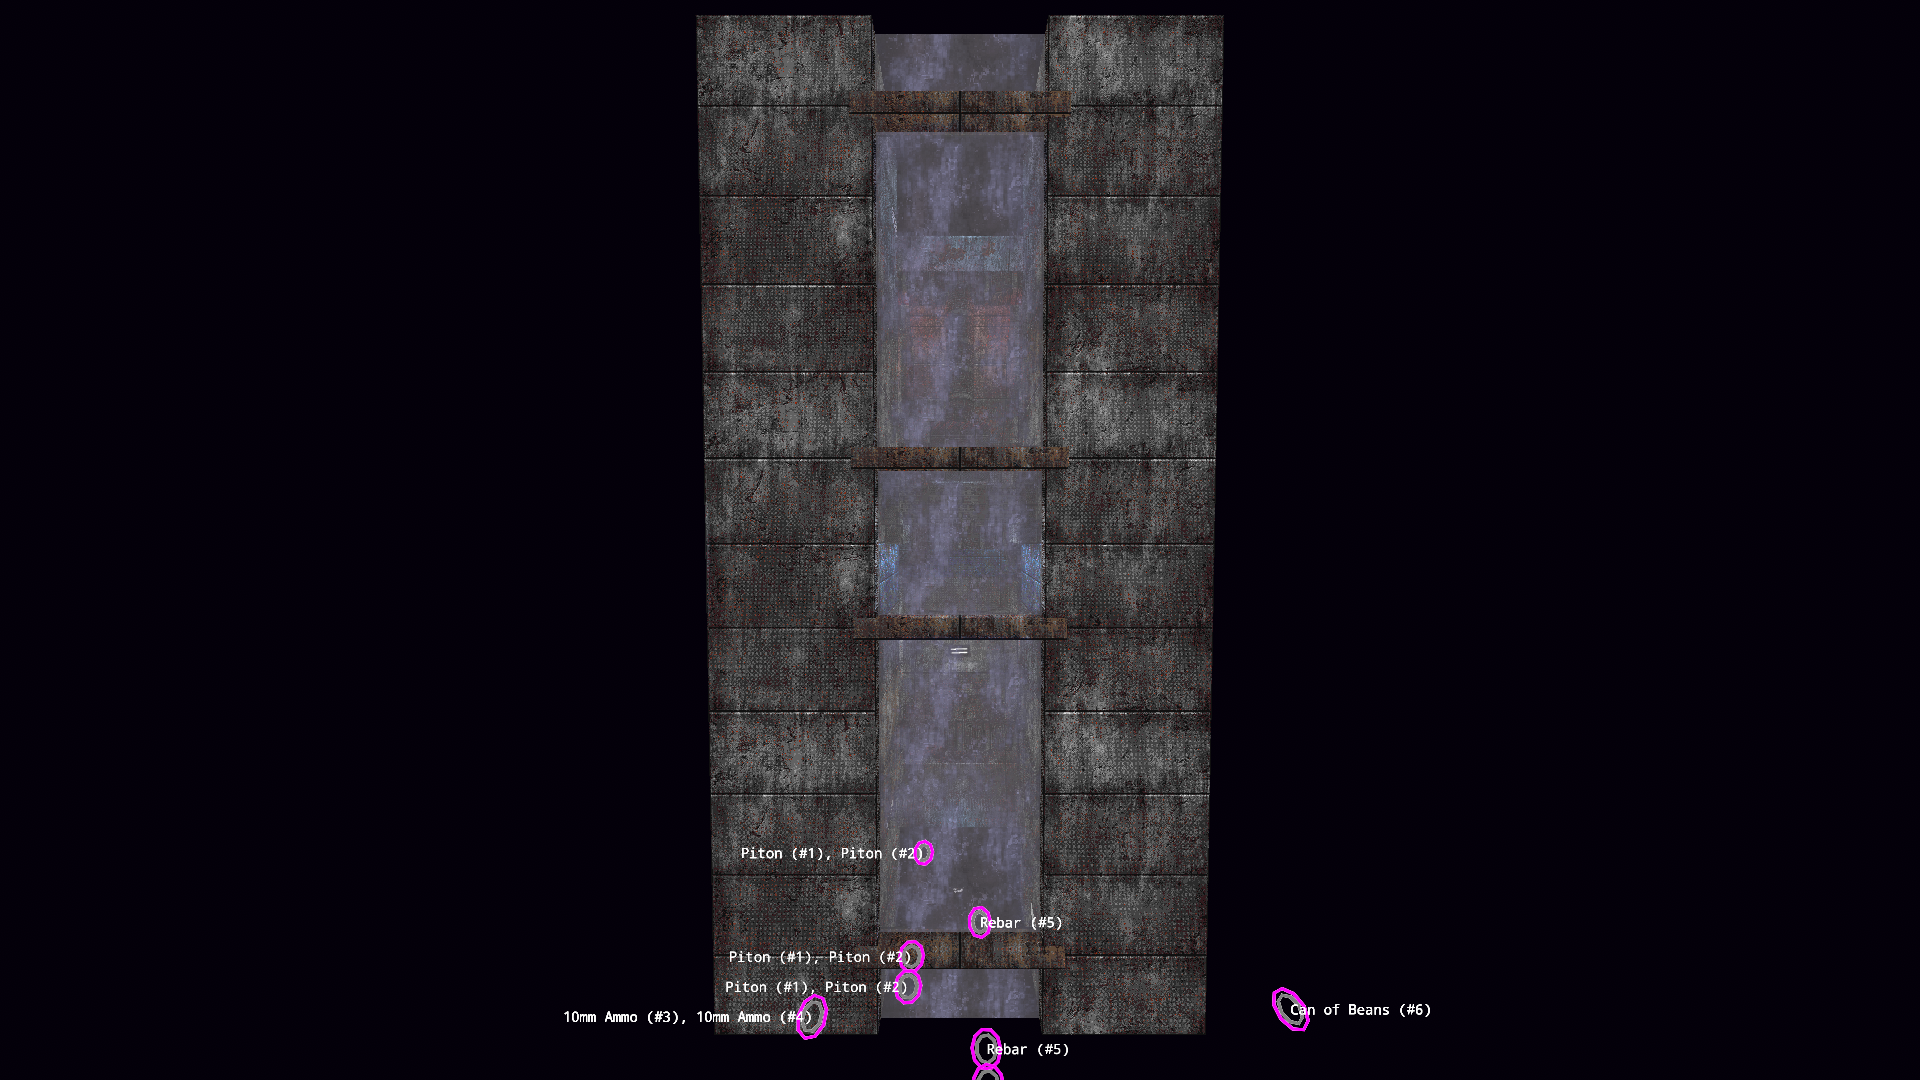 Piton (#1), Piton (#2)
Rebar (#5)
Piton (#1), Piton (#2)
Piton (#1), Piton (#2)
10mm Ammo (#3), 10mm Ammo (#4)
Can of Beans (#6)
Rebar (#5)